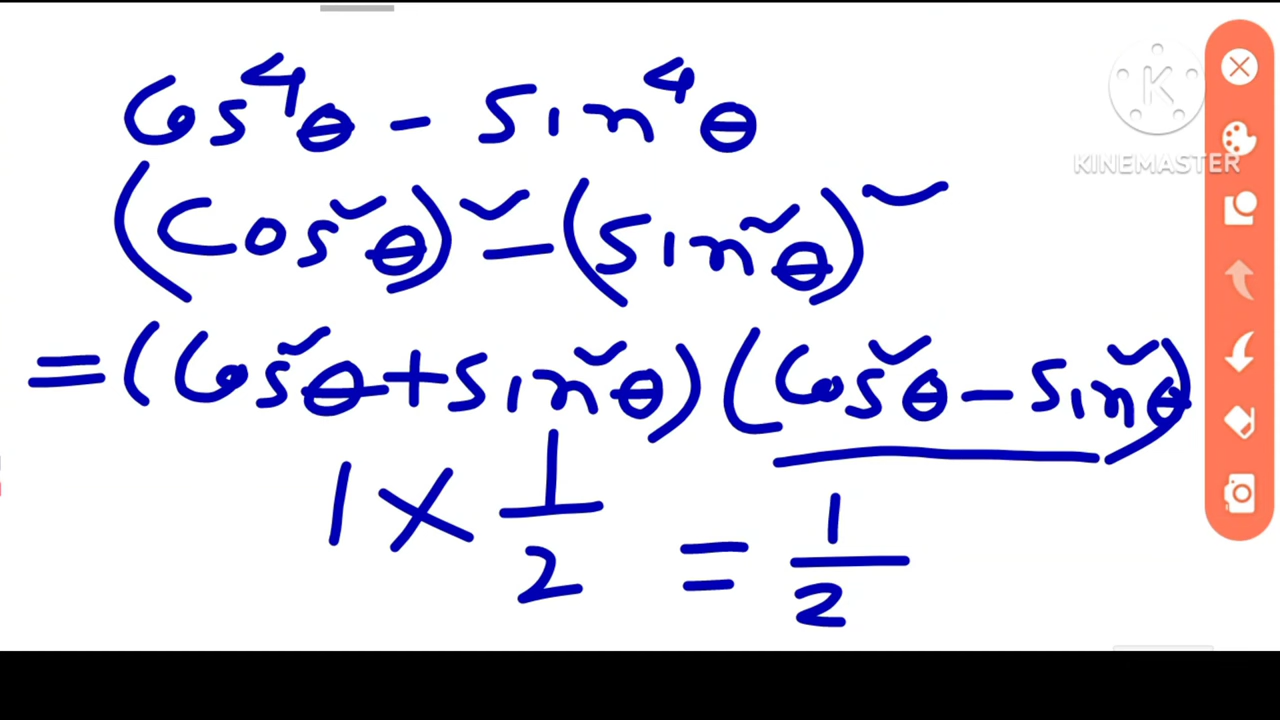 cos⁴θ - sin⁴θ
KINEMASTER
(cos²θ)² - (sin²θ)²
= (cos²θ + sin²θ) (cos²θ - sin²θ)
1 × 1/2 = 1/2